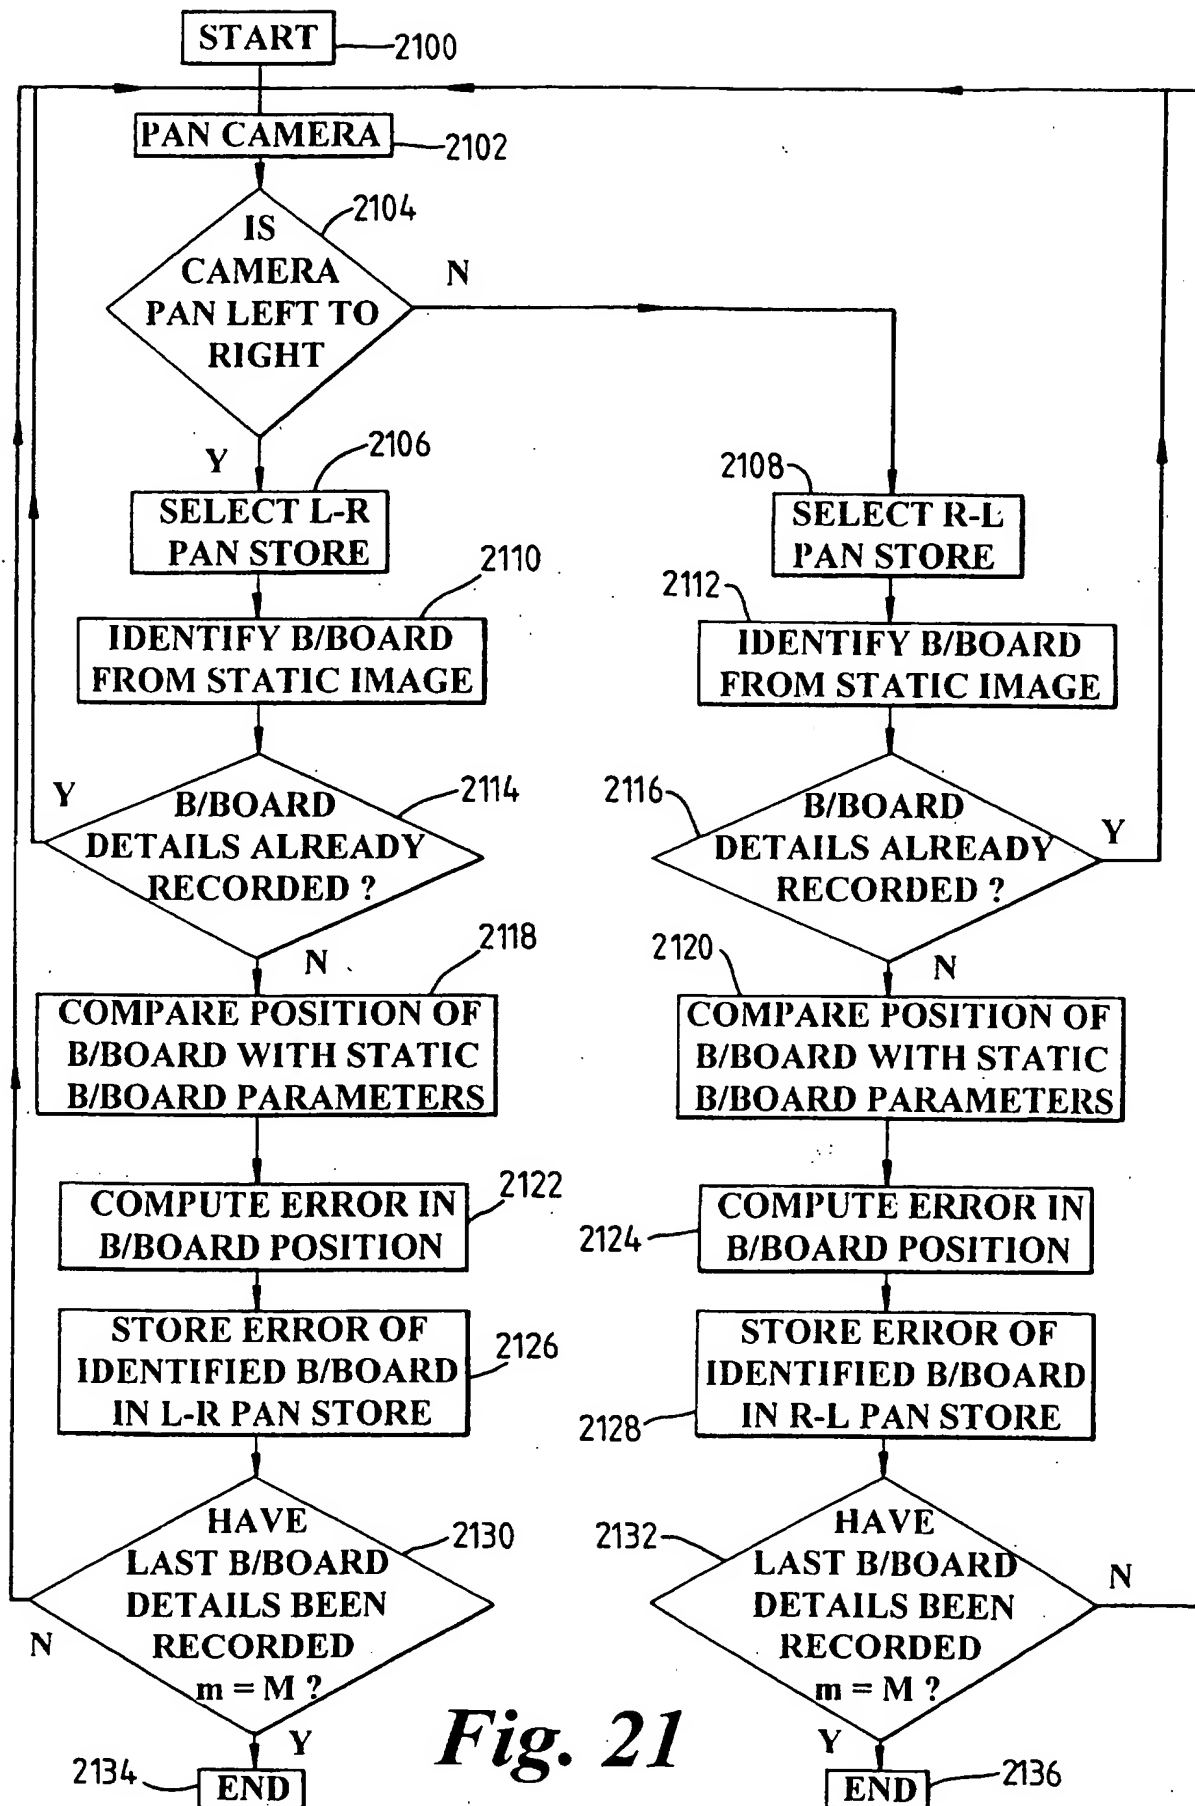 START
2100
PAN CAMERA
2102
IS
CAMERA
PAN LEFT TO
RIGHT
2104
N
Y
2106
SELECT L-R
PAN STORE
2108
SELECT R-L
PAN STORE
2110
IDENTIFY B/BOARD
FROM STATIC IMAGE
2112
IDENTIFY B/BOARD
FROM STATIC IMAGE
Y
B/BOARD
DETAILS ALREADY
RECORDED ?
2114
2116
B/BOARD
DETAILS ALREADY
RECORDED ?
Y
N
2118
COMPARE POSITION OF
B/BOARD WITH STATIC
B/BOARD PARAMETERS
N
2120
COMPARE POSITION OF
B/BOARD WITH STATIC
B/BOARD PARAMETERS
COMPUTE ERROR IN
B/BOARD POSITION
2122
2124
COMPUTE ERROR IN
B/BOARD POSITION
STORE ERROR OF
IDENTIFIED B/BOARD
IN L-R PAN STORE
2126
STORE ERROR OF
IDENTIFIED B/BOARD
IN R-L PAN STORE
2128
HAVE
LAST B/BOARD
DETAILS BEEN
RECORDED
m = M ?
2130
N
Y
2132
HAVE
LAST B/BOARD
DETAILS BEEN
RECORDED
m = M ?
N
Y
Fig. 21
2134
END
END
2136